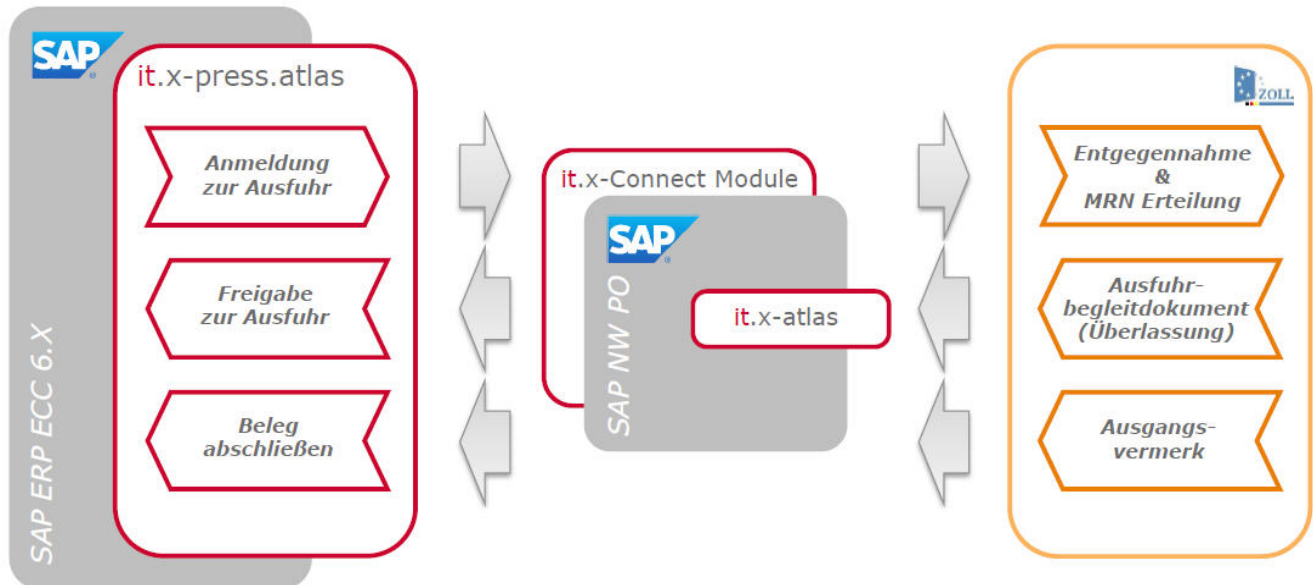 SAP
®
it.x-press.atlas
Anmeldung
zur Ausfuhr
Freigabe
zur Ausfuhr
Beleg
abschließen
SAP ERP ECC 6.X
it.x-Connect Module
SAP
®
it.x-atlas
SAP NW PO
ZOLL
Entgegennahme
&
MRN Erteilung
Ausfuhr-
begleitdokument
(Überlassung)
Ausgangs-
vermerk